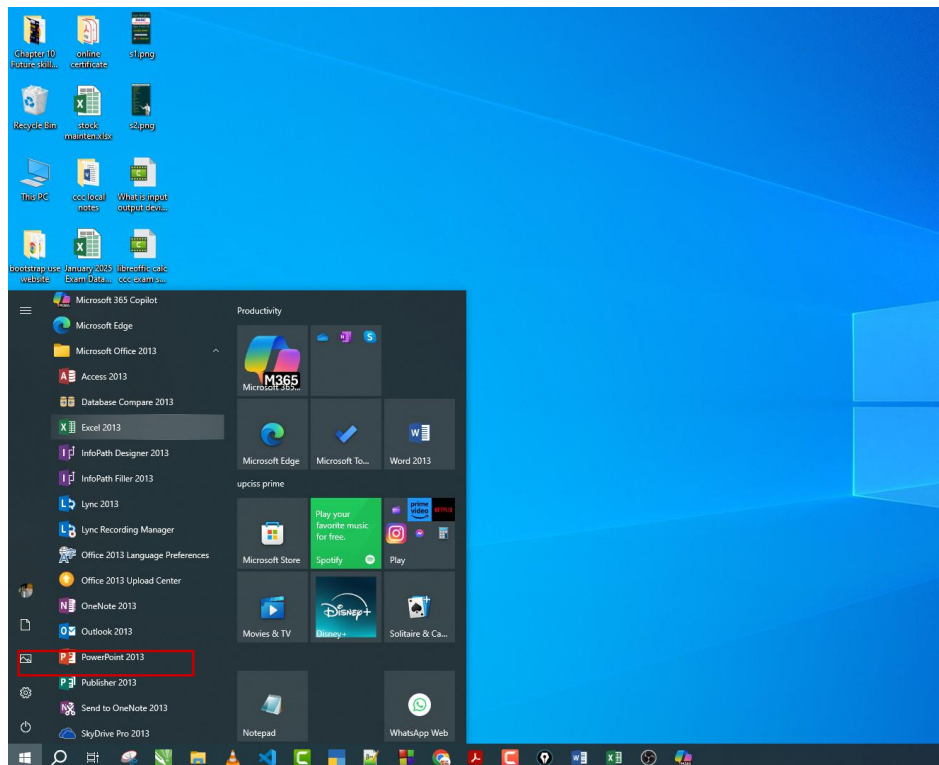 Chapter 10
Future skill...
online
certificate
s1.png
Recycle Bin
stock
mainten.xlsx
s2.png
This PC
ccc local
notes
What is input
output devi...
bootstrap use
website
January 2025
Exam Data...
libreoffic calc
ccc exam s...
Microsoft 365 Copilot
Microsoft Edge
Microsoft Office 2013
Access 2013
Database Compare 2013
Excel 2013
InfoPath Designer 2013
InfoPath Filler 2013
Lync 2013
Lync Recording Manager
Office 2013 Language Preferences
Office 2013 Upload Center
OneNote 2013
Outlook 2013
PowerPoint 2013
Publisher 2013
Send to OneNote 2013
SkyDrive Pro 2013
Productivity
M365
Microsoft 365...
Microsoft Edge
Microsoft To...
Word 2013
upciss prime
Microsoft Store
Play your
favorite music
for free.
Spotify
prime
video
NETFLIX
Play
Movies & TV
Disney+
Disney+
Solitaire & Ca...
Notepad
WhatsApp Web